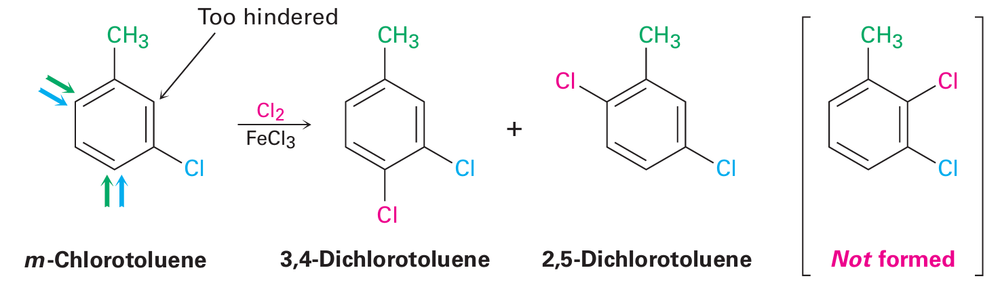 Too hindered
CH₃
CH₃
CH₃
CH₃
Cl
Cl
Cl₂
FeCl₃
+
Cl
Cl
Cl
Cl
Cl
m-Chlorotoluene
3,4-Dichlorotoluene
2,5-Dichlorotoluene
Not formed